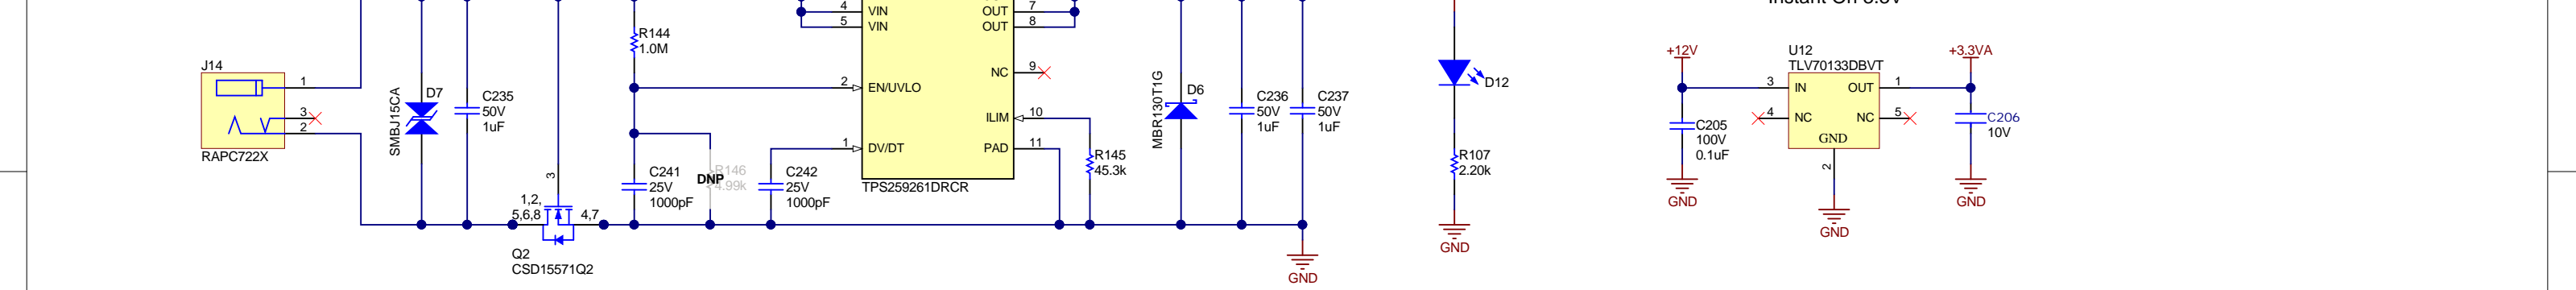 J14
1
3
2
RAPC722X
SMBJ15CA
D7
C235
50V
1uF
3
1,2,
5,6,8
4,7
Q2
CSD15571Q2
R144
1.0M
C241
25V
1000pF
DNP
R146
4.99k
C242
25V
1000pF
4
VIN
5
VIN
2
EN/UVLO
1
DV/DT
OUT
7
OUT
8
NC
9
ILIM
10
PAD
11
TPS259261DRCR
R145
45.3k
MBR130T1G
D6
C236
50V
1uF
C237
50V
1uF
GND
D12
R107
2.20k
GND
Instant On 3.3V
+12V
C205
100V
0.1uF
GND
U12
TLV70133DBVT
3
IN
OUT
1
4
NC
NC
5
GND
2
GND
+3.3VA
C206
10V
GND